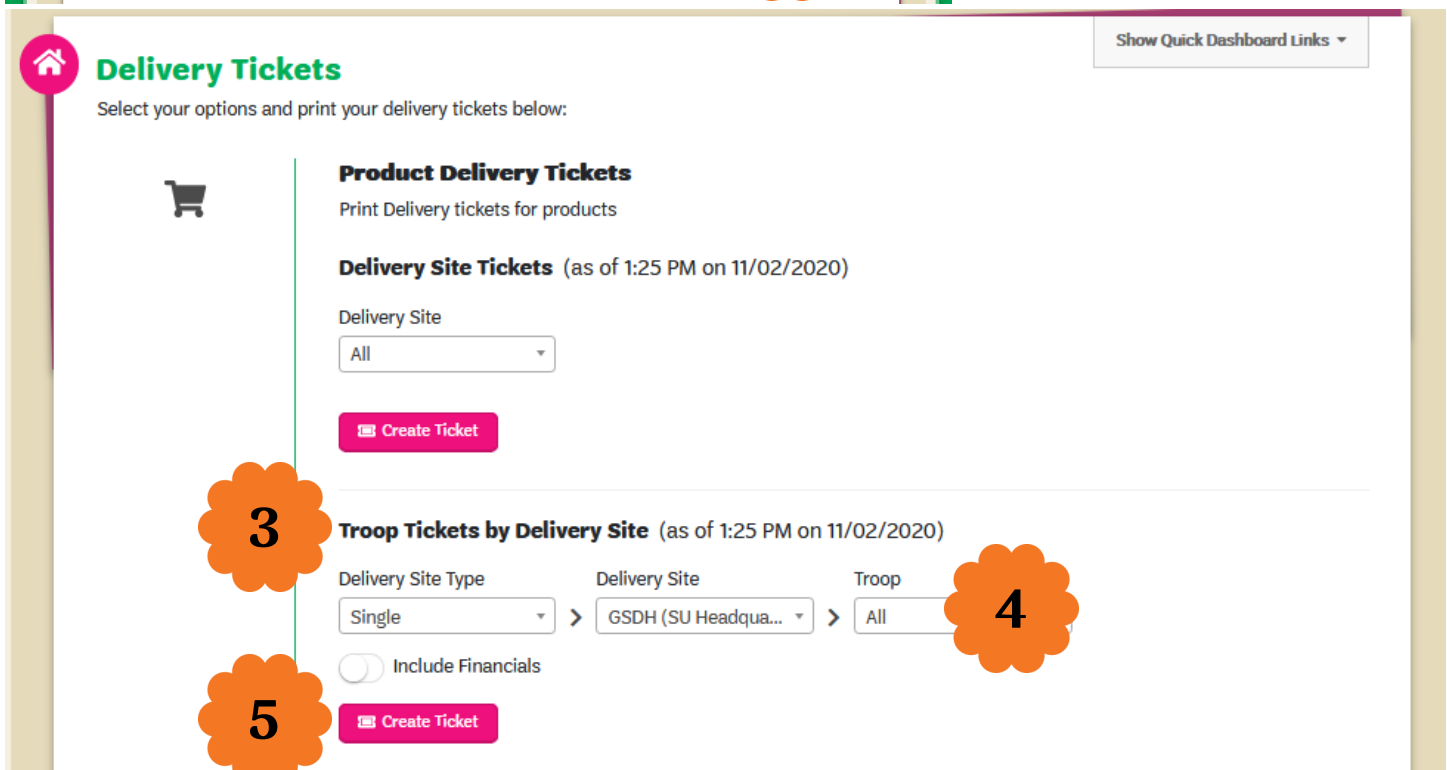 Show Quick Dashboard Links
Delivery Tickets
Select your options and print your delivery tickets below:
Product Delivery Tickets
Print Delivery tickets for products
Delivery Site Tickets (as of 1:25 PM on 11/02/2020)
Delivery Site
All
Create Ticket
3
Troop Tickets by Delivery Site (as of 1:25 PM on 11/02/2020)
Delivery Site Type Delivery Site Troop
Single > GSDH (SU Headqua... > All 4
Include Financials
5
Create Ticket